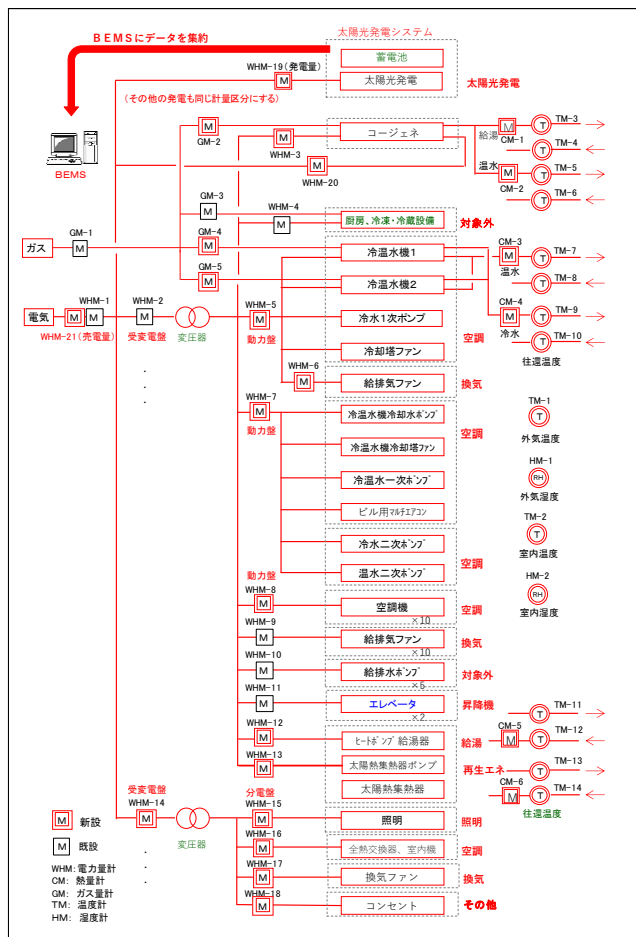 太陽光発電システム
BEMSにデータを集約
蓄電池
WHM-19(発電量)
M
太陽光発電
太陽光発電
(その他の発電も同じ計量区分にする)
BEMS
M
GM-2
M
WHM-3
コージェネ
M
給湯
CM-1
T
TM-3
T
TM-4
M
WHM-20
温水
M
CM-2
T
TM-5
T
TM-6
GM-3
M
WHM-4
M
厨房、冷凍・冷蔵設備
対象外
ガス
GM-1
M
GM-4
M
冷温水機1
CM-3
M
温水
T
TM-7
GM-5
M
冷温水機2
T
TM-8
電気
M
WHM-1
M
WHM-21(売電量)
WHM-2
M
受変電盤
変圧器
WHM-5
M
動力盤
冷水1次ポンプ
CM-4
M
冷水
T
TM-9
空調
冷却塔ファン
T
TM-10
往還温度
WHM-6
M
給排気ファン
換気
WHM-7
M
動力盤
冷温水機冷却水ポンプ
空調
TM-1
T
外気温度
冷温水機冷却塔ファン
冷温水一次ポンプ
HM-1
RH
外気湿度
ビル用マルチエアコン
冷水二次ポンプ
TM-2
T
室内温度
空調
温水二次ポンプ
動力盤
WHM-8
M
空調機
×10
空調
HM-2
RH
室内湿度
WHM-9
M
給排気ファン
×10
換気
WHM-10
M
給排水ポンプ
×5
対象外
WHM-11
M
エレベータ
×2
昇降機
T
TM-11
WHM-12
M
ヒートポンプ給湯器
給湯
CM-5
M
T
TM-12
WHM-13
M
太陽熱集熱器ポンプ
再生エネ
T
TM-13
太陽熱集熱器
CM-6
M
T
TM-14
往還温度
受変電盤
WHM-14
M
変圧器
分電盤
WHM-15
M
照明
照明
WHM-16
M
全熱交換器、室内機
空調
WHM-17
M
換気ファン
換気
WHM-18
M
コンセント
その他
M 新設
M 既設
WHM:電力量計
CM:熱量計
GM:ガス量計
TM:温度計
HM:湿度計